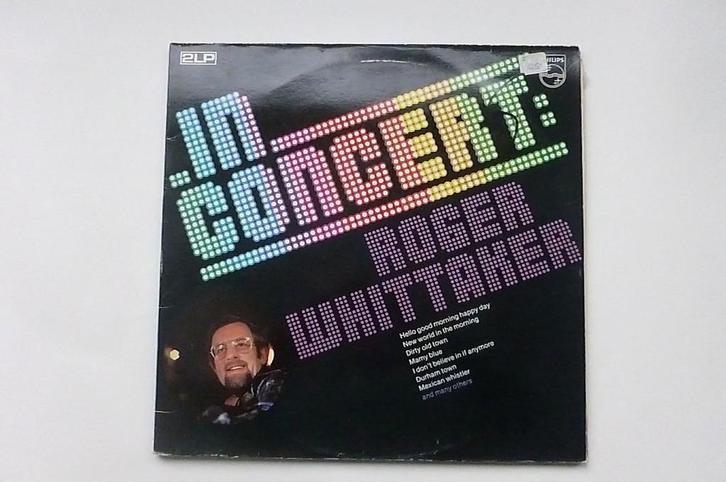 2LP
PHILIPS
IN
CONCERT:
ROGER
WHITTAKER
Hello good morning happy day
New world in the morning
Dirty old town
Mamy blue
I don't believe in if anymore
Durham town
Mexican whistler
and many others